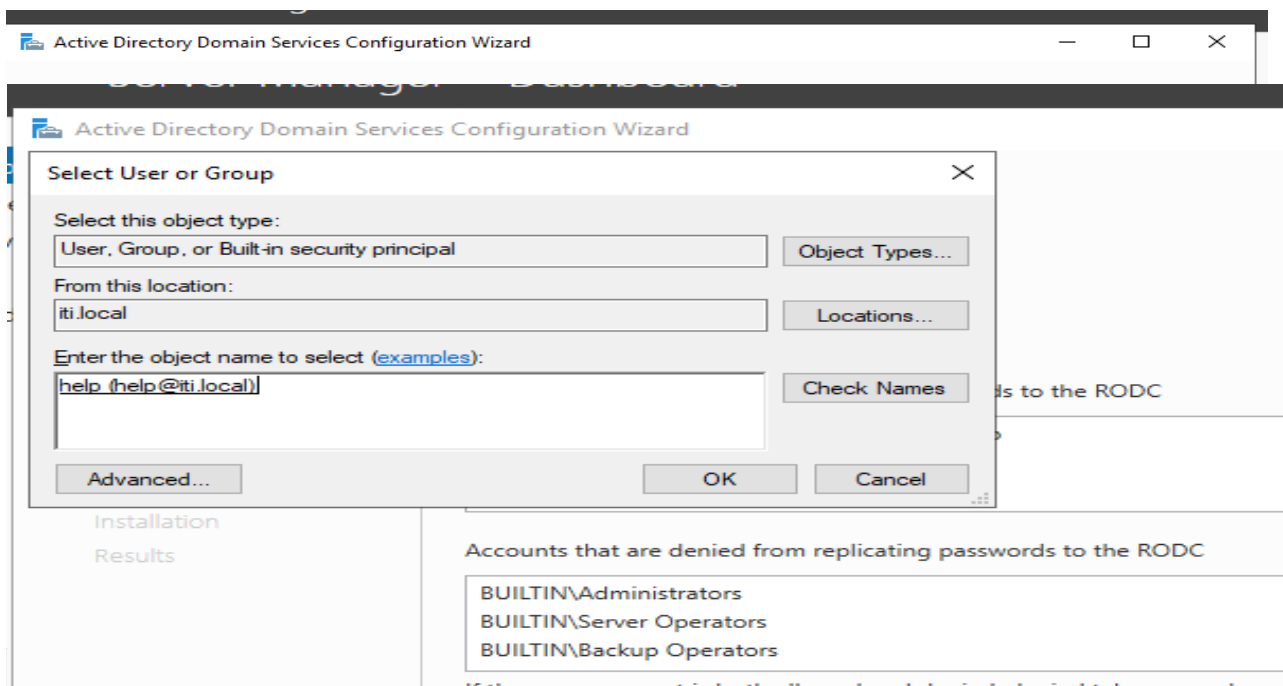 Active Directory Domain Services Configuration Wizard
Server Manager Dashboard
Active Directory Domain Services Configuration Wizard
Select User or Group
Select this object type:
User, Group, or Built-in security principal
Object Types...
From this location:
iti.local
Locations...
Enter the object name to select (examples):
help (help@iti.local)
Check Names
ds to the RODC
Advanced...
OK
Cancel
Installation
Results
Accounts that are denied from replicating passwords to the RODC
BUILTIN\Administrators
BUILTIN\Server Operators
BUILTIN\Backup Operators